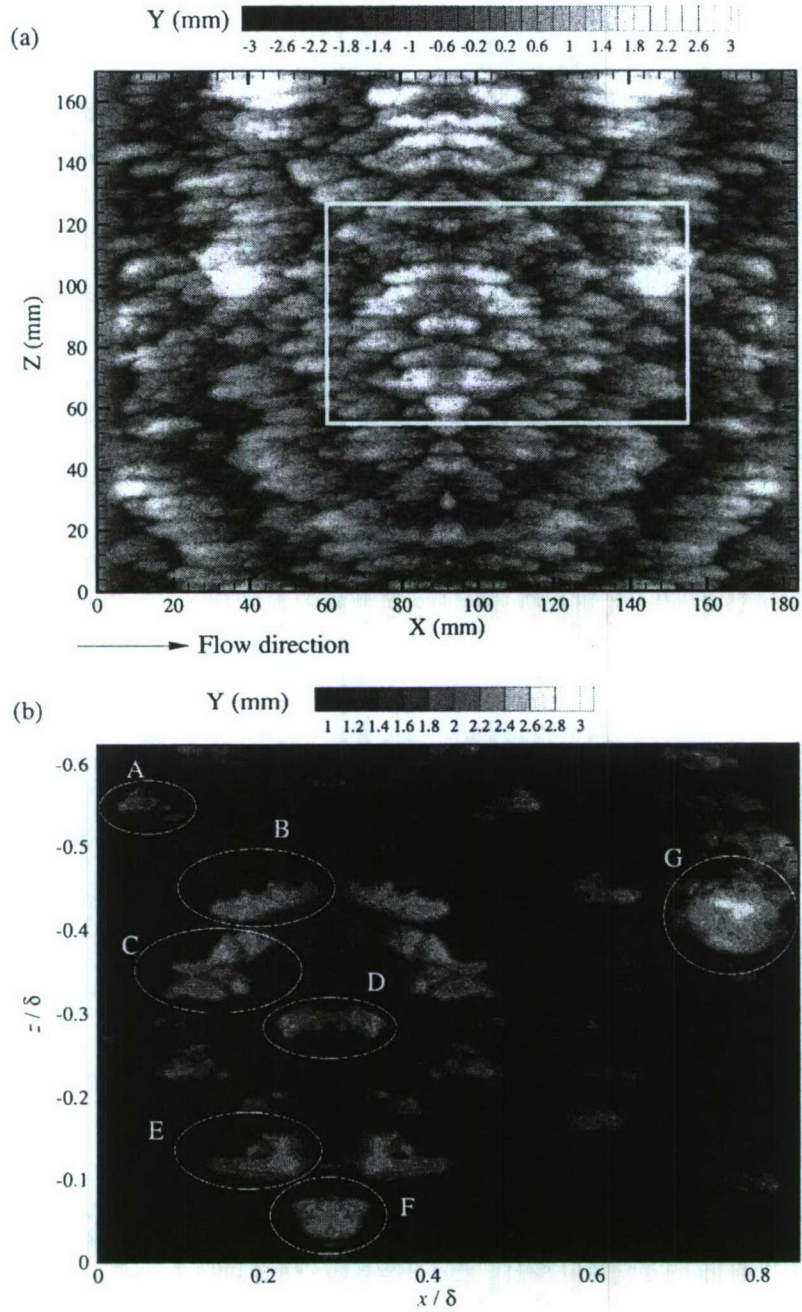 (a)
Y (mm)
-3 -2.6 -2.2 -1.8 -1.4 -1 -0.6 -0.2 0.2 0.6 1 1.4 1.8 2.2 2.6 3
Z (mm)
160
140
120
100
80
60
40
20
0
0 20 40 60 80 100 120 140 160 180
X (mm)
Flow direction
(b)
Y (mm)
1 1.2 1.4 1.6 1.8 2 2.2 2.4 2.6 2.8 3
z / δ
-0.6
-0.5
-0.4
-0.3
-0.2
-0.1
0
A
B
G
C
D
E
F
0 0.2 0.4 0.6 0.8
x / δ